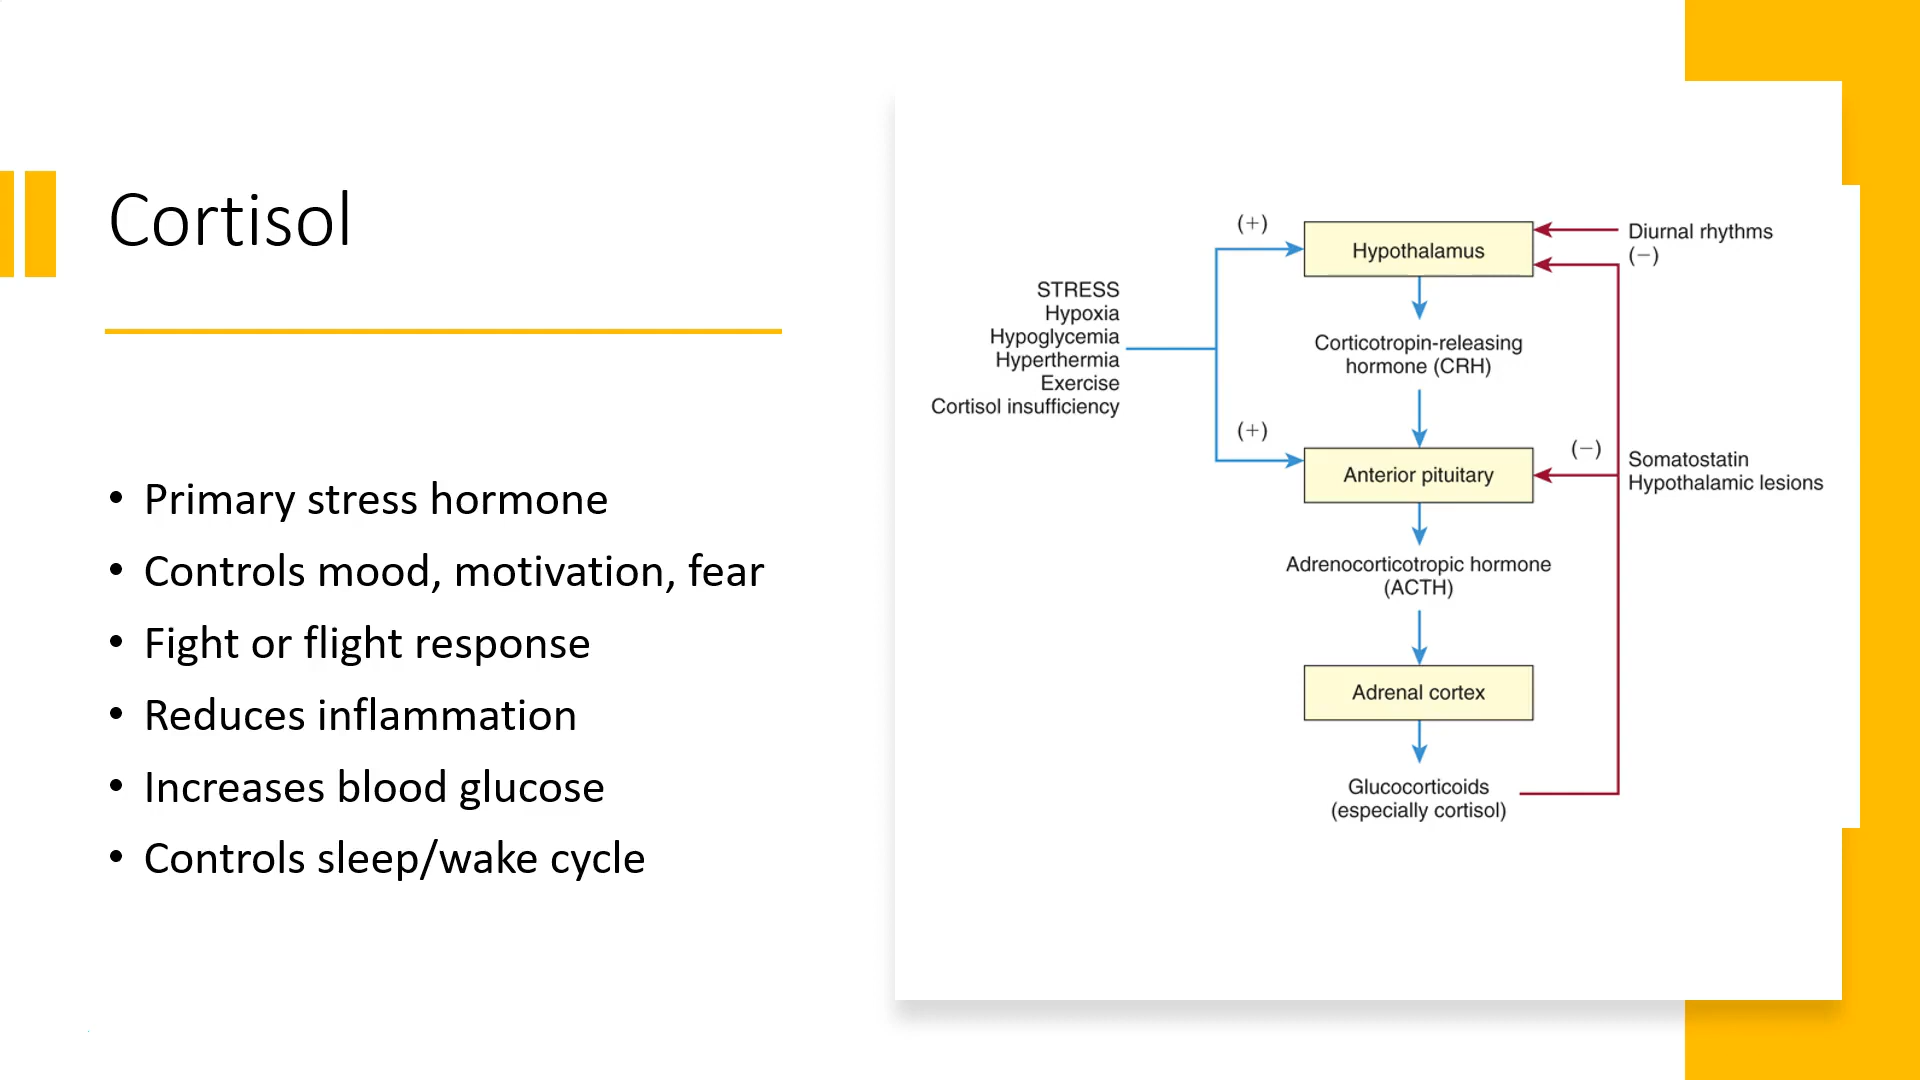 Cortisol
• Primary stress hormone
• Controls mood, motivation, fear
• Fight or flight response
• Reduces inflammation
• Increases blood glucose
• Controls sleep/wake cycle
(+)
Hypothalamus
Diurnal rhythms
(−)
STRESS
Hypoxia
Hypoglycemia
Hyperthermia
Exercise
Cortisol insufficiency
Corticotropin-releasing
hormone (CRH)
(+)
Anterior pituitary
(−)
Somatostatin
Hypothalamic lesions
Adrenocorticotropic hormone
(ACTH)
Adrenal cortex
Glucocorticoids
(especially cortisol)